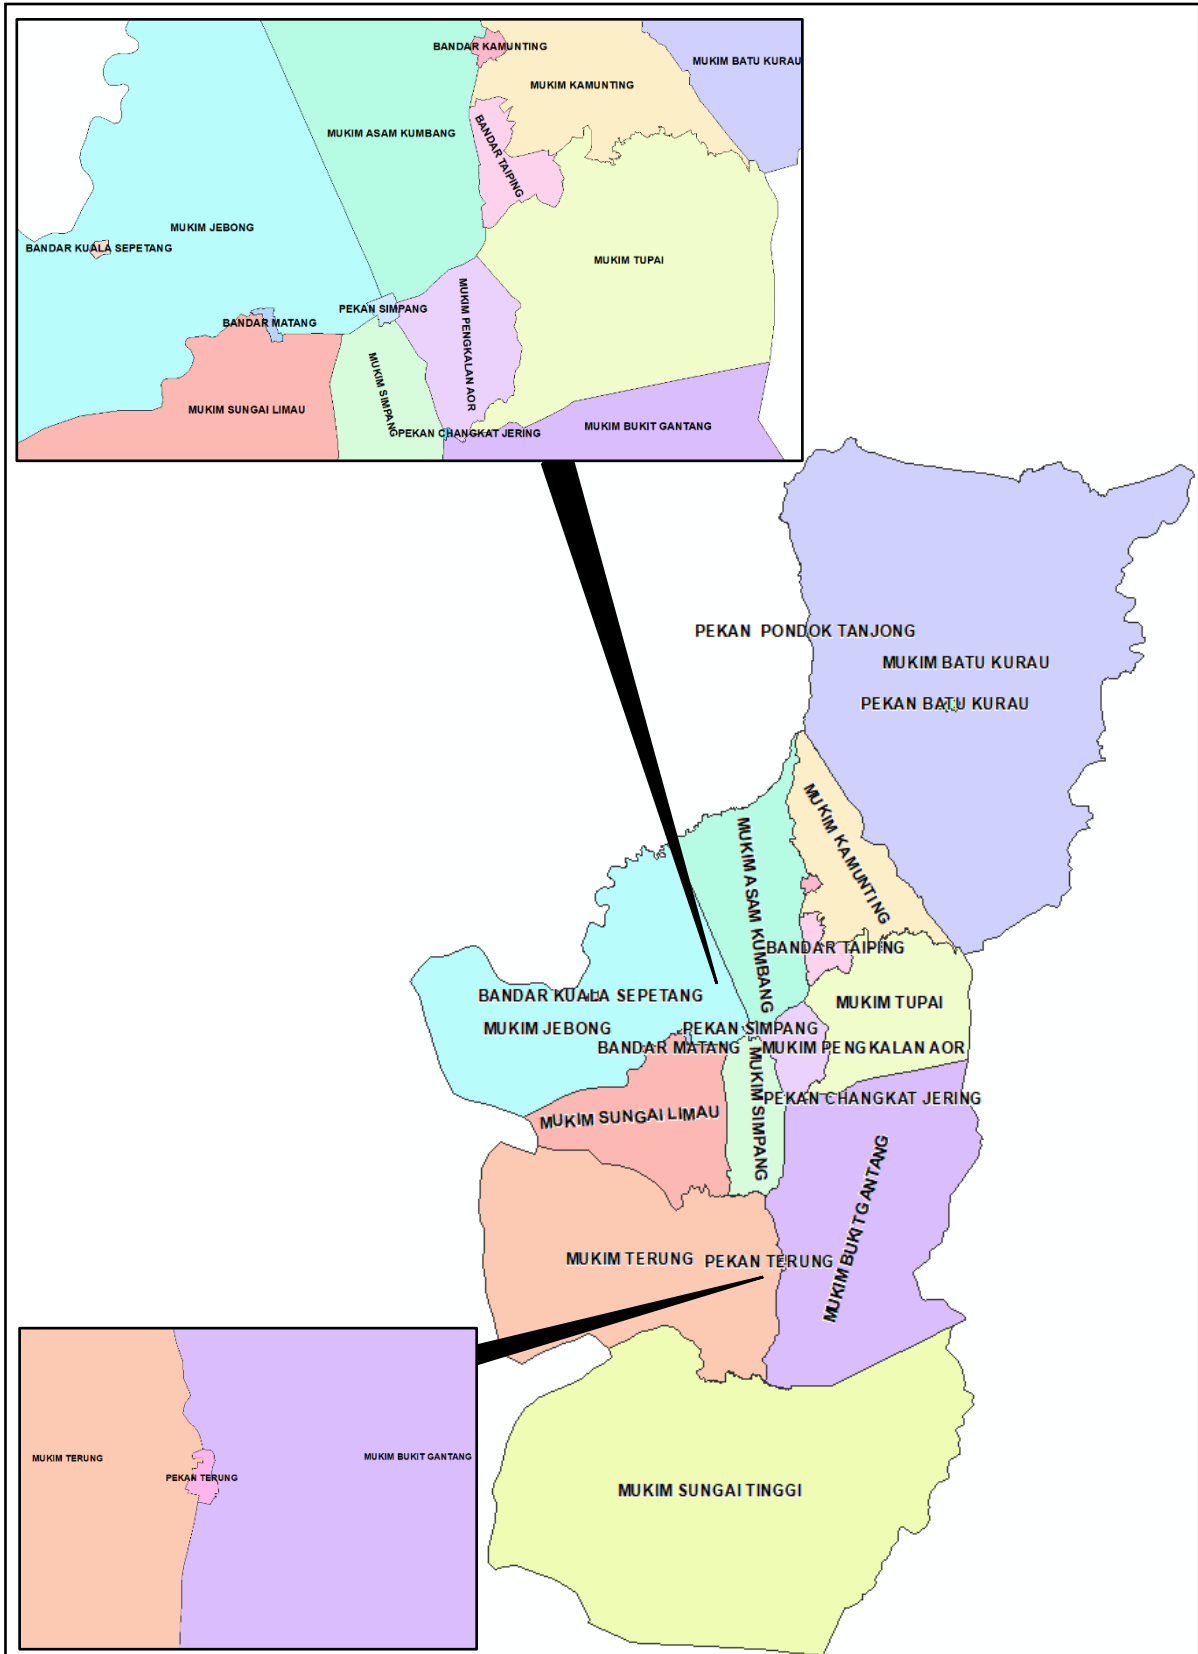 BANDAR KAMUNTING
MUKIM BATU KURAU
MUKIM KAMUNTING
MUKIM ASAM KUMBANG
BANDAR TAIPING
MUKIM JEBONG
BANDAR KUALA SEPETANG
MUKIM TUPAI
PEKAN SIMPANG
BANDAR MATANG
MUKIM PENGKALAN AOR
MUKIM SIMPANG
MUKIM SUNGAI LIMAU
PEKAN CHANGKAT JERING
MUKIM BUKIT GANTANG
PEKAN PONDOK TANJONG
MUKIM BATU KURAU
PEKAN BATU KURAU
MUKIM KAMUNTING
MUKIM ASAM KUMBANG
BANDAR TAIPING
BANDAR KUALA SEPETANG
MUKIM TUPAI
MUKIM JEBONG
PEKAN SIMPANG
BANDAR MATANG
MUKIM PENGKALAN AOR
MUKIM SIMPANG
PEKAN CHANGKAT JERING
MUKIM SUNGAI LIMAU
MUKIM BUKIT GANTANG
MUKIM TERUNG
PEKAN TERUNG
MUKIM TERUNG
MUKIM BUKIT GANTANG
PEKAN TERUNG
MUKIM SUNGAI TINGGI